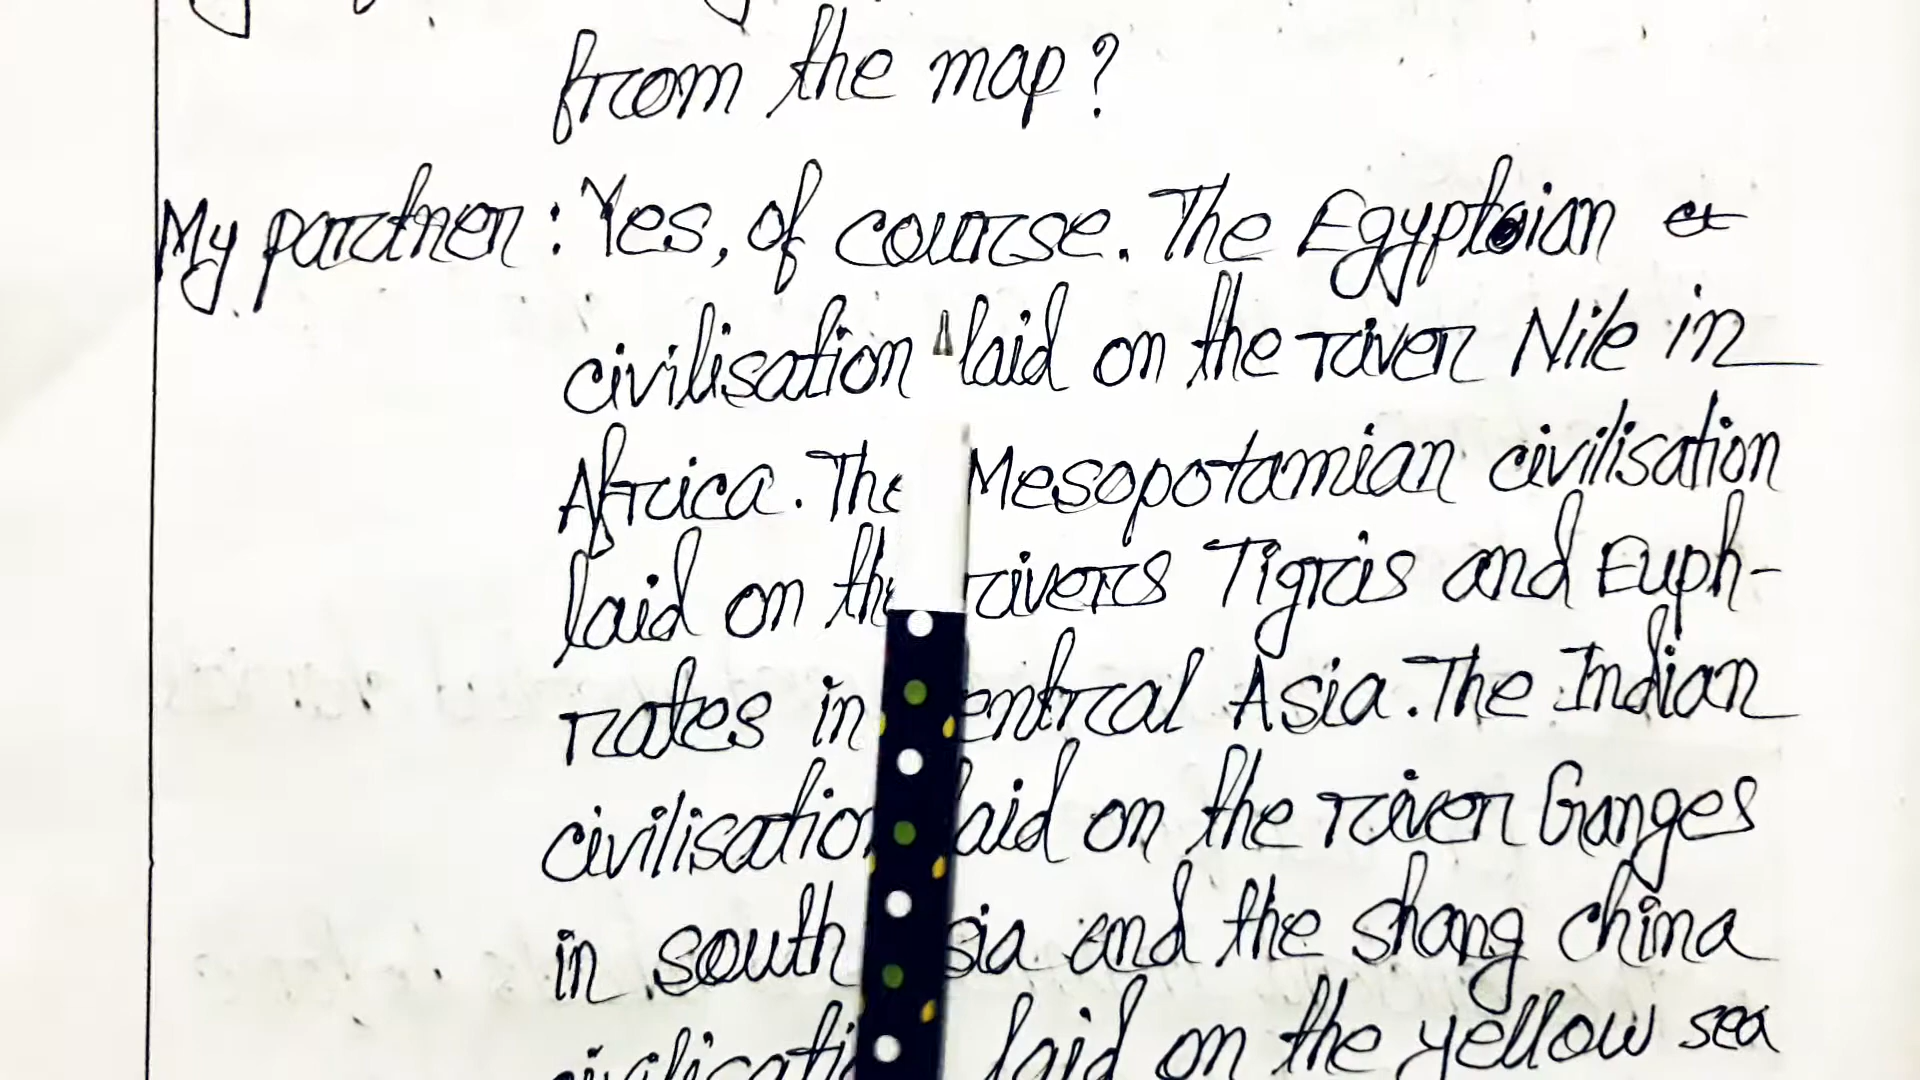 from the map?
My partner : Yes, of course. The Egyptian
civilisation laid on the river Nile in
Africa. The Mesopotamian civilisation
laid on the rivers Tigris and Euph-
rates in Central Asia. The Indian
civilisation laid on the river Ganges
in south Asia and the shang china
civilisation laid on the yellow sea